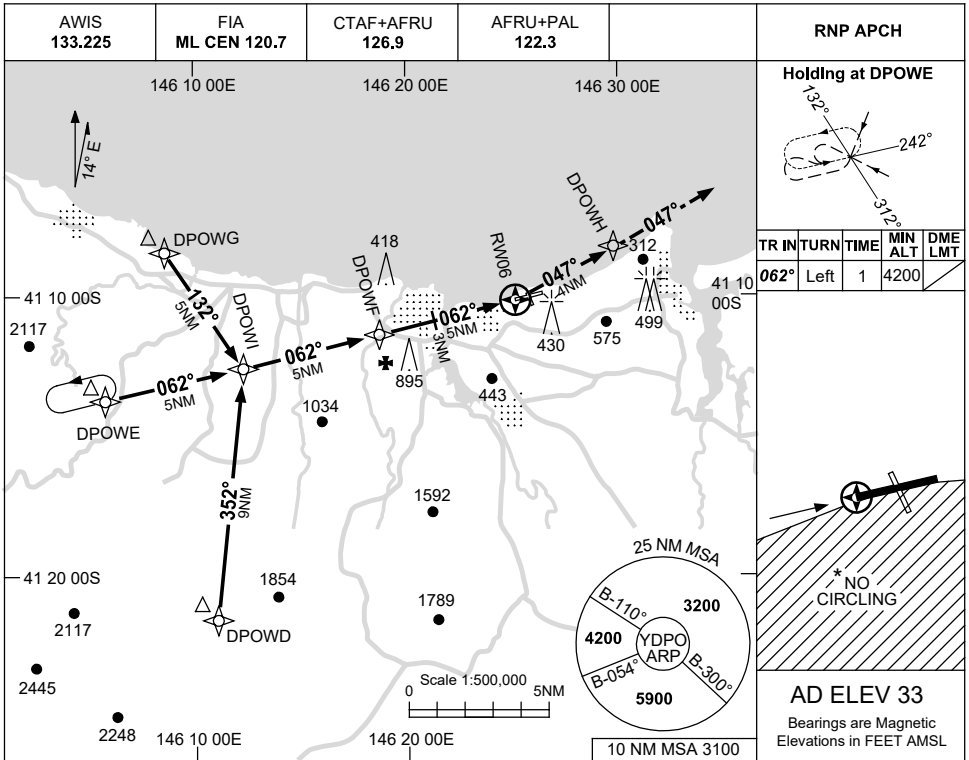 AWIS
133.225
FIA
ML CEN 120.7
CTAF+AFRU
126.9
AFRU+PAL
122.3
RNP APCH
146 10 00E
146 20 00E
146 30 00E
14° E
DPOWG
132°
5NM
DPOWI
418
DPOWF
RW06
DPOWH
047°
312
047°
4NM
41 10 00S
41 10
00S
2117
062°
5NM
3NM
062°
5NM
430
575
499
895
062°
5NM
DPOWE
1034
443
352°
9NM
1592
41 20 00S
1854
1789
DPOWD
2117
2445
2248
25 NM MSA
B-110°
3200
4200
YDPO
ARP
B-054°
B-300°
5900
Scale 1:500,000
0
5NM
146 10 00E
146 20 00E
10 NM MSA 3100
Holding at DPOWE
132°
242°
312°
TR IN TURN TIME MIN ALT DME LMT
062° Left 1 4200
*NO
CIRCLING
AD ELEV 33
Bearings are Magnetic
Elevations in FEET AMSL